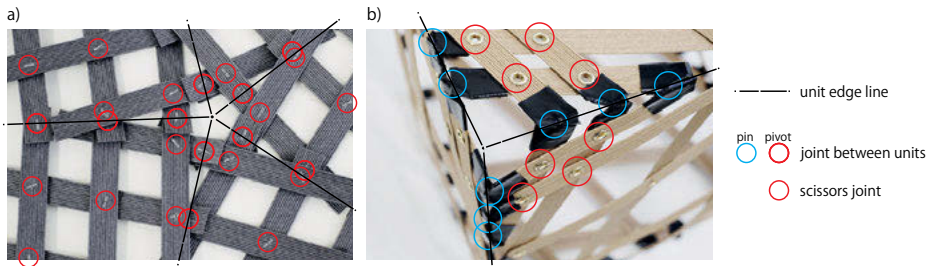 a)
b)
unit edge line
pin pivot
joint between units
scissors joint